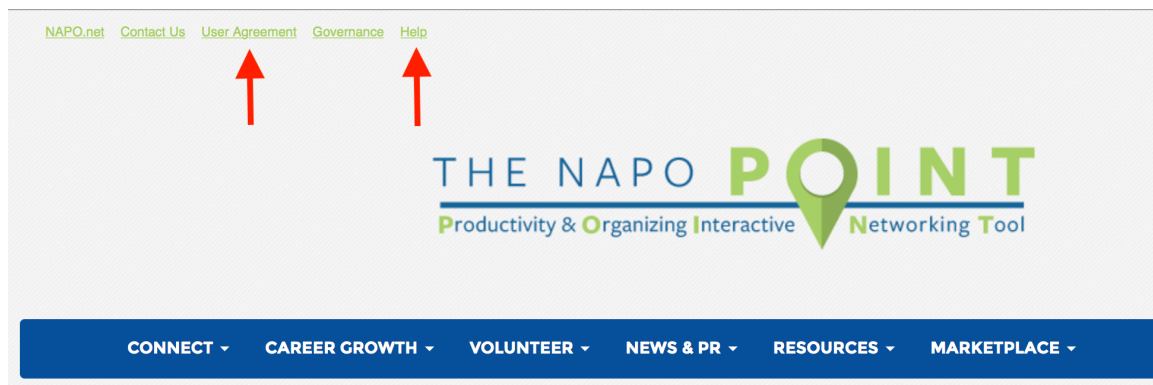 NAPO.net Contact Us User Agreement Governance Help
THE NAPO POINT
Productivity & Organizing Interactive Networking Tool
CONNECT CAREER GROWTH VOLUNTEER NEWS & PR RESOURCES MARKETPLACE